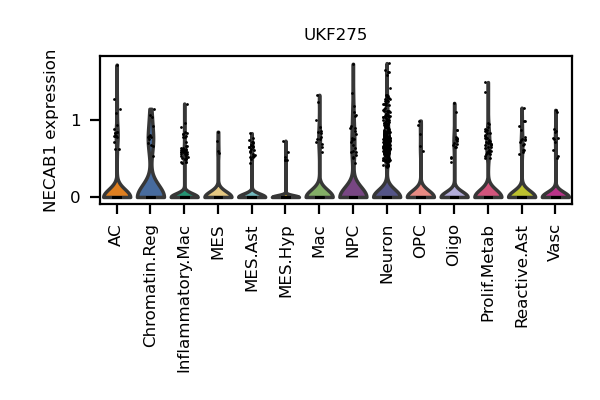 UKF275
NECAB1 expression
1
0
AC
Chromatin.Reg
Inflammatory.Mac
MES
MES.Ast
MES.Hyp
Mac
NPC
Neuron
OPC
Oligo
Prolif.Metab
Reactive.Ast
Vasc